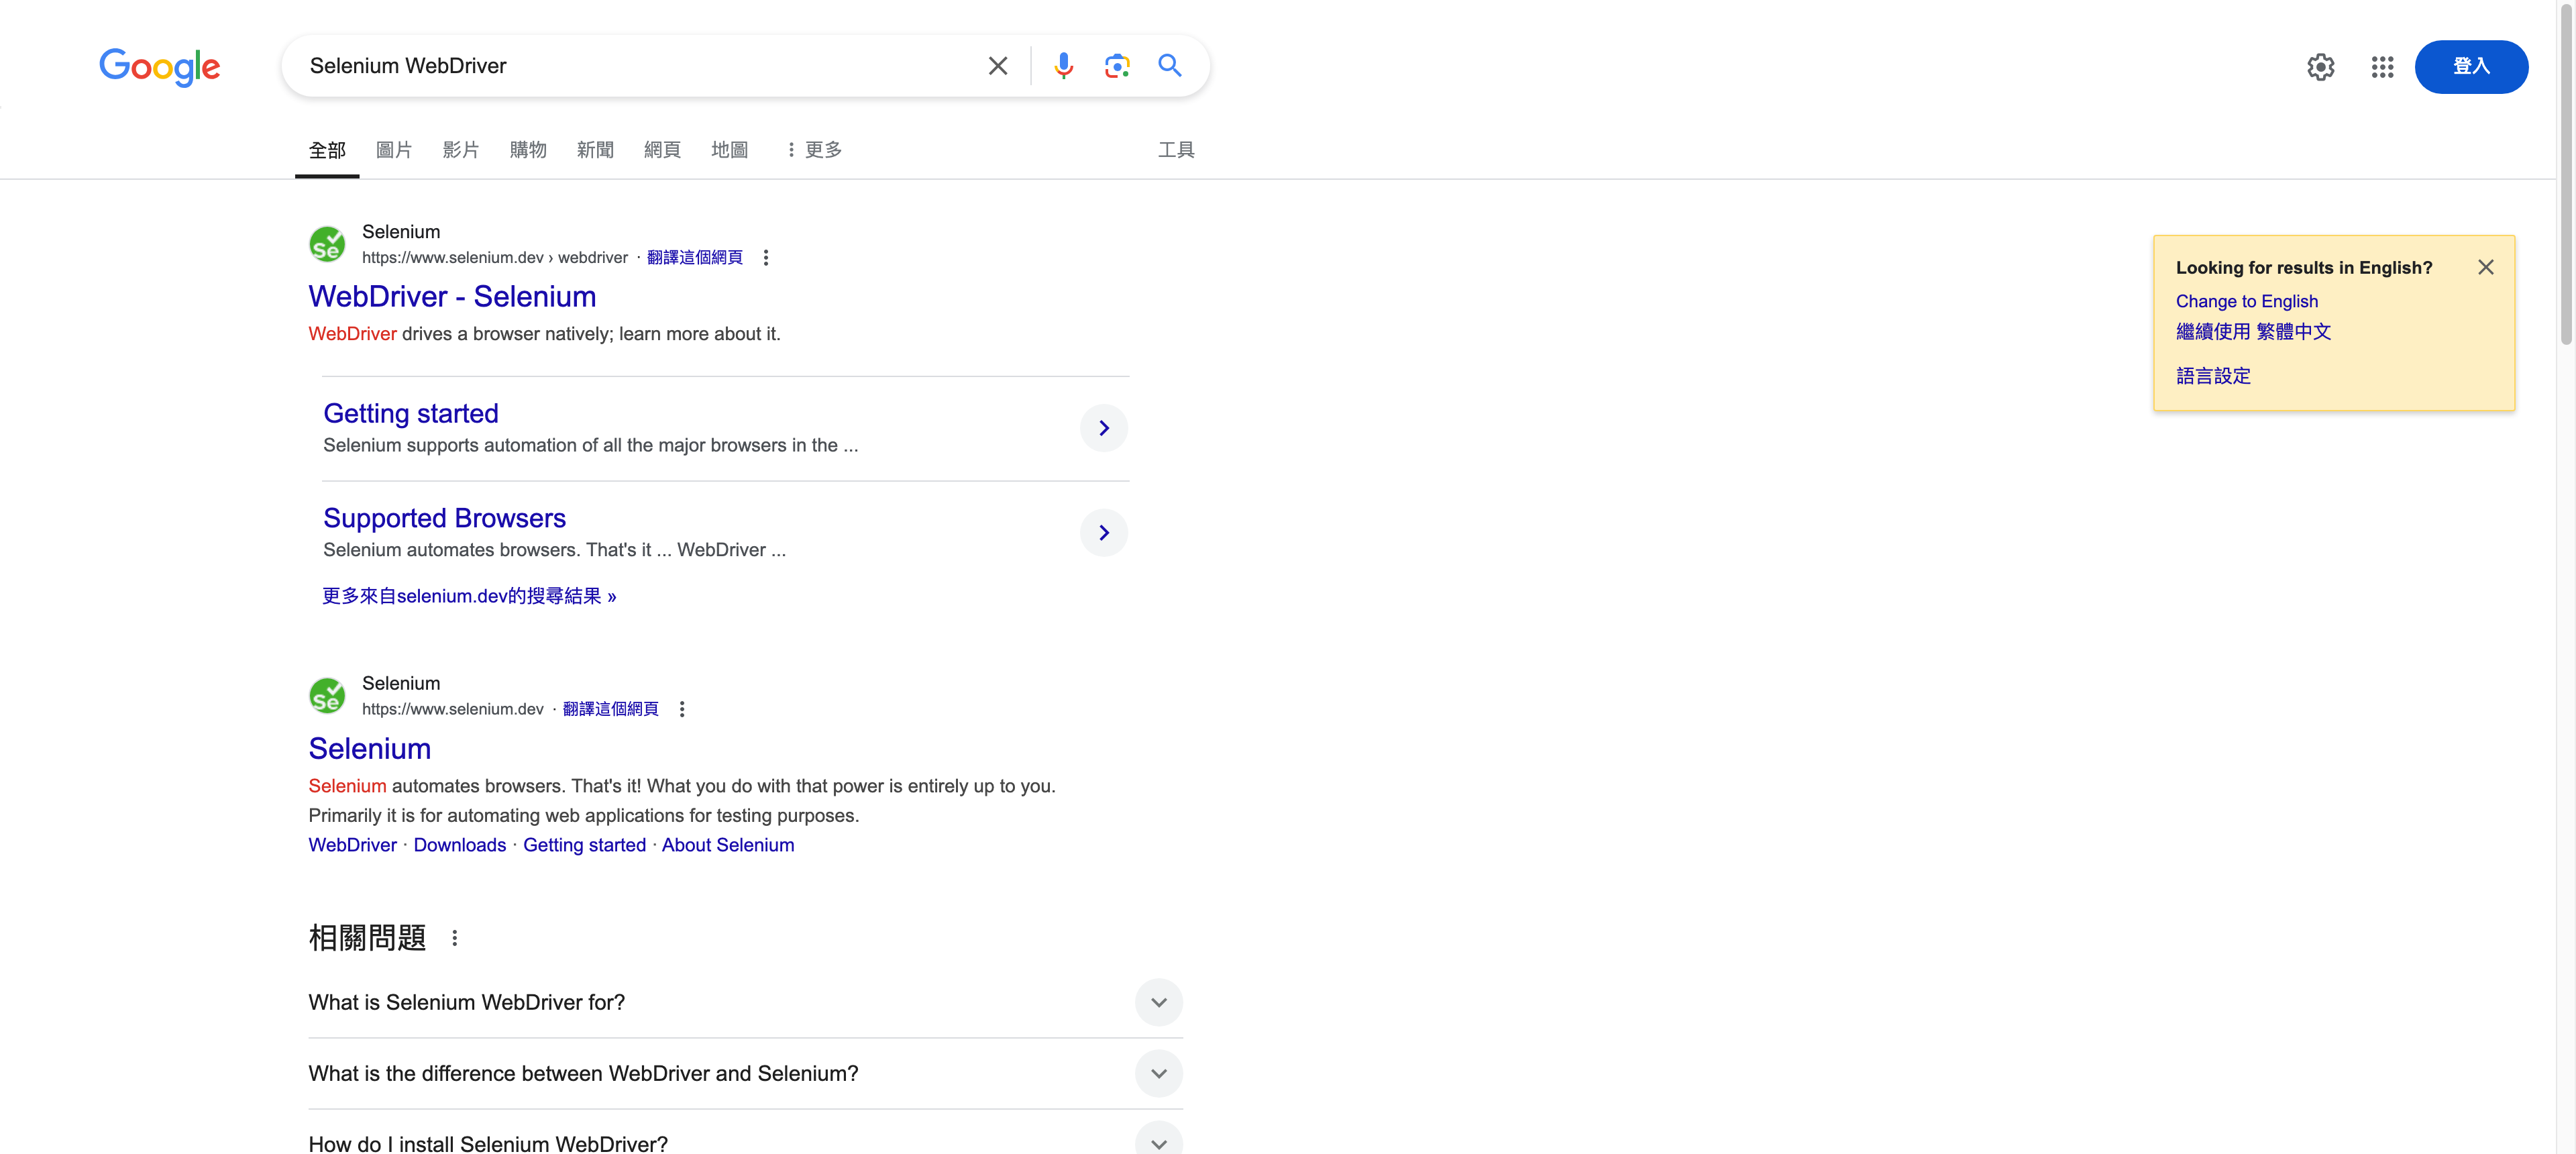 Google
Selenium WebDriver
登入
全部
圖片
影片
購物
新聞
網頁
地圖
更多
工具
Se
Selenium
https://www.selenium.dev › webdriver · 翻譯這個網頁
WebDriver - Selenium
WebDriver drives a browser natively; learn more about it.
Getting started
Selenium supports automation of all the major browsers in the ...
Supported Browsers
Selenium automates browsers. That's it ... WebDriver ...
更多來自selenium.dev的搜尋結果 »
Se
Selenium
https://www.selenium.dev · 翻譯這個網頁
Selenium
Selenium automates browsers. That's it! What you do with that power is entirely up to you.
Primarily it is for automating web applications for testing purposes.
WebDriver · Downloads · Getting started · About Selenium
相關問題
What is Selenium WebDriver for?
What is the difference between WebDriver and Selenium?
How do I install Selenium WebDriver?
Looking for results in English?
Change to English
繼續使用 繁體中文
語言設定